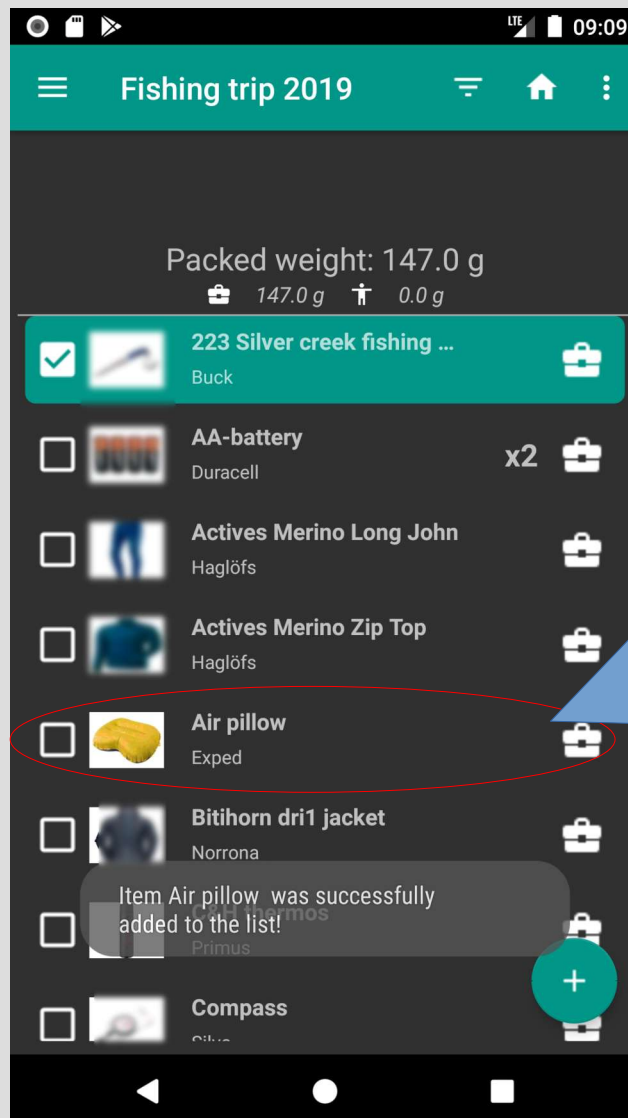 LTE 09:09
Fishing trip 2019
Packed weight: 147.0 g
147.0 g 0.0 g
223 Silver creek fishing ...
Buck
AA-battery
Duracell
x2
Actives Merino Long John
Haglöfs
Actives Merino Zip Top
Haglöfs
Air pillow
Exped
Bitihorn dri1 jacket
Norrona
Item Air pillow was successfully
added to the list!
C&H thermos
Primus
Compass